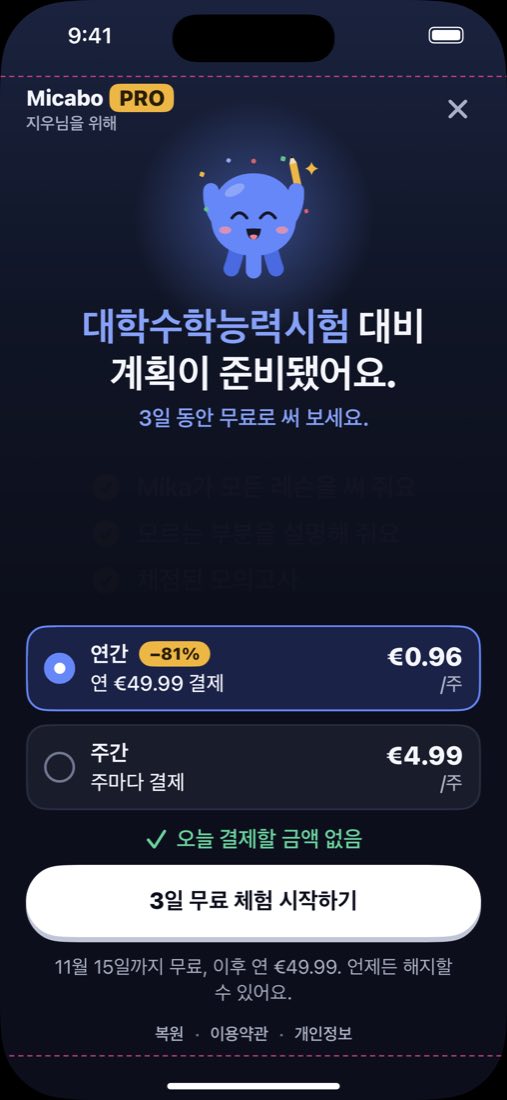 9:41
Micabo PRO
지우님을 위해
대학수학능력시험 대비
계획이 준비됐어요.
3일 동안 무료로 써 보세요.
Mika가 모든 레슨을 써 줘요
모르는 부분을 설명해 줘요
채점된 모의고사
연간 −81%
연 €49.99 결제
€0.96
/주
주간
주마다 결제
€4.99
/주
오늘 결제할 금액 없음
3일 무료 체험 시작하기
11월 15일까지 무료, 이후 연 €49.99. 언제든 해지할
수 있어요.
복원 · 이용약관 · 개인정보